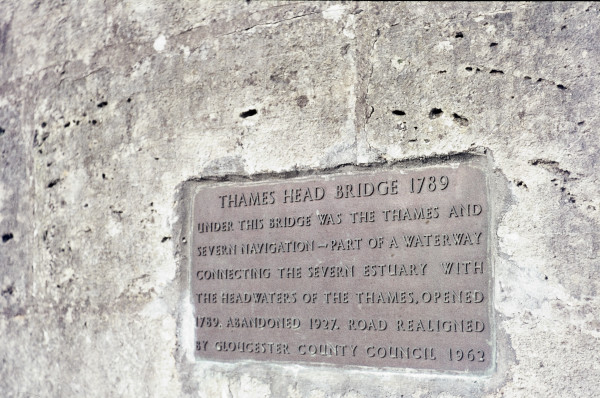 THAMES HEAD BRIDGE 1789
UNDER THIS BRIDGE WAS THE THAMES AND
SEVERN NAVIGATION – PART OF A WATERWAY
CONNECTING THE SEVERN ESTUARY WITH
THE HEADWATERS OF THE THAMES, OPENED
1789. ABANDONED 1927. ROAD REALIGNED
BY GLOUCESTER COUNTY COUNCIL 1962